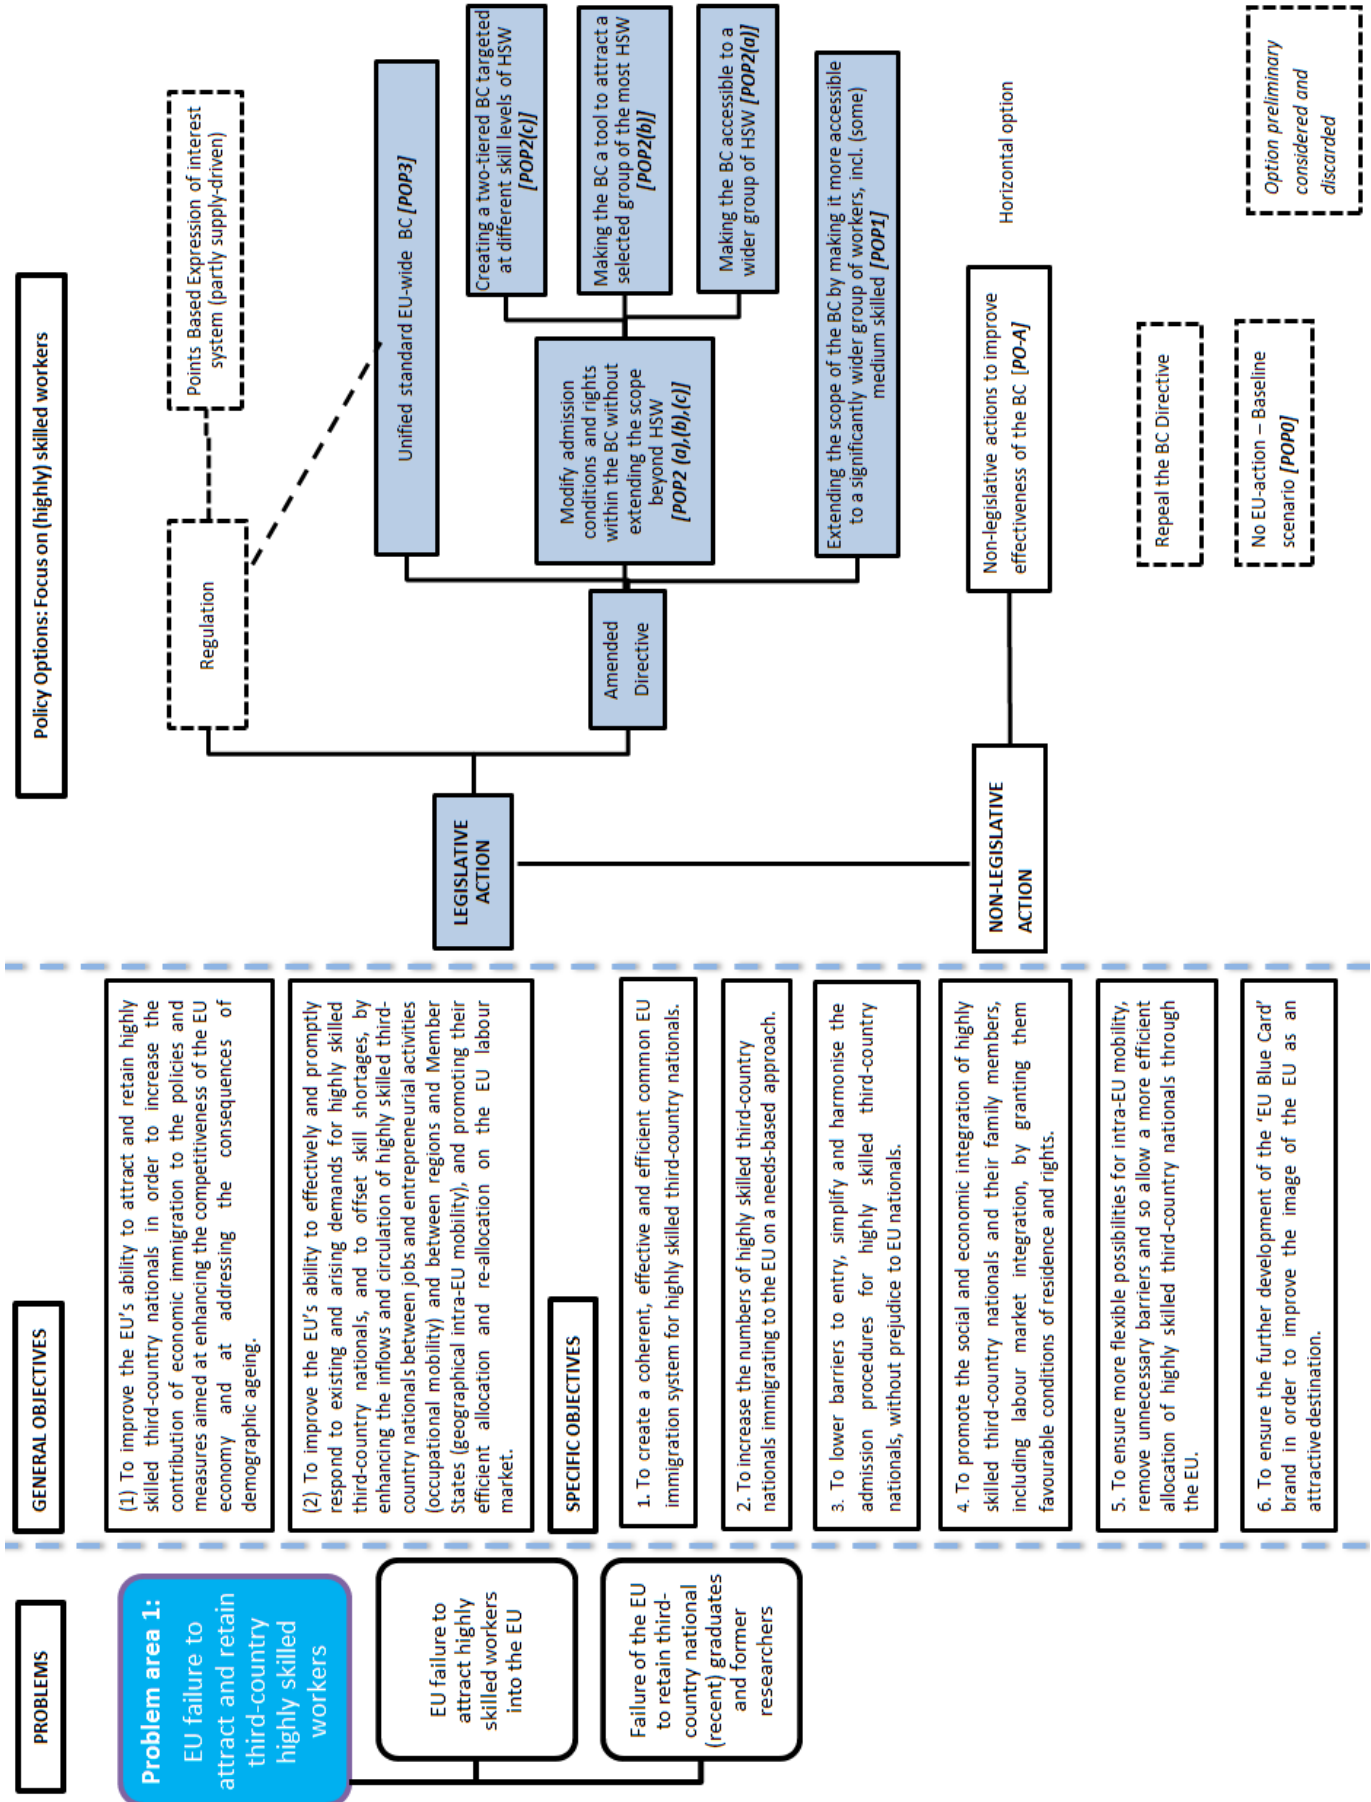 PROBLEMS
Problem area 1:
EU failure to
attract and retain
third-country
highly skilled
workers
EU failure to
attract highly
skilled workers
into the EU
Failure of the EU
to retain third-
country national
(recent) graduates
and former
researchers
GENERAL OBJECTIVES
(1) To improve the EU's ability to attract and retain highly
skilled third-country nationals in order to increase the
contribution of economic immigration to the policies and
measures aimed at enhancing the competitiveness of the EU
economy and at addressing the consequences of
demographic ageing.
(2) To improve the EU's ability to effectively and promptly
respond to existing and arising demands for highly skilled
third-country nationals, and to offset skill shortages, by
enhancing the inflows and circulation of highly skilled third-
country nationals between jobs and entrepreneurial activities
(occupational mobility) and between regions and Member
States (geographical intra-EU mobility), and promoting their
efficient allocation and re-allocation on the EU labour
market.
SPECIFIC OBJECTIVES
1. To create a coherent, effective and efficient common EU
immigration system for highly skilled third-country nationals.
2. To increase the numbers of highly skilled third-country
nationals immigrating to the EU on a needs-based approach.
3. To lower barriers to entry, simplify and harmonise the
admission procedures for highly skilled third-country
nationals, without prejudice to EU nationals.
4. To promote the social and economic integration of highly
skilled third-country nationals and their family members,
including labour market integration, by granting them
favourable conditions of residence and rights.
5. To ensure more flexible possibilities for intra-EU mobility,
remove unnecessary barriers and so allow a more efficient
allocation of highly skilled third-country nationals through
the EU.
6. To ensure the further development of the 'EU Blue Card'
brand in order to improve the image of the EU as an
attractive destination.
Policy Options: Focus on (highly) skilled workers
LEGISLATIVE
ACTION
Regulation
Points Based Expression of interest
system (partly supply-driven)
Amended
Directive
Unified standard EU-wide BC [POP3]
Modify admission
conditions and rights
within the BC without
extending the scope
beyond HSW
[POP2 (a),(b),(c)]
Creating a two-tiered BC targeted
at different skill levels of HSW
[POP2(c)]
Making the BC a tool to attract a
selected group of the most HSW
[POP2(b)]
Making the BC accessible to a
wider group of HSW [POP2(a)]
Extending the scope of the BC by making it more accessible
to a significantly wider group of workers, incl. (some)
medium skilled [POP1]
NON-LEGISLATIVE
ACTION
Non-legislative actions to improve
effectiveness of the BC [PO-A]
Horizontal option
Repeal the BC Directive
No EU-action – Baseline
scenario [POP0]
Option preliminary
considered and
discarded